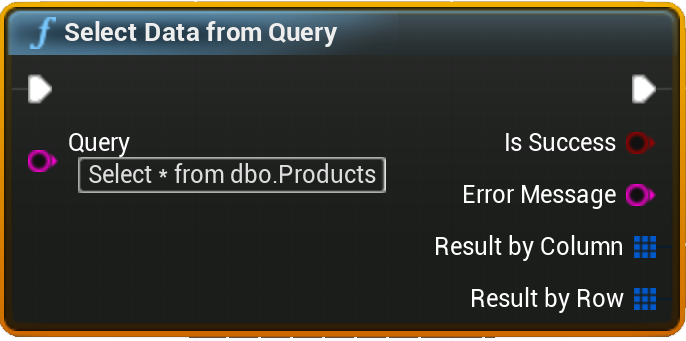 f Select Data from Query
Query
Select * from dbo.Products
Is Success
Error Message
Result by Column
Result by Row